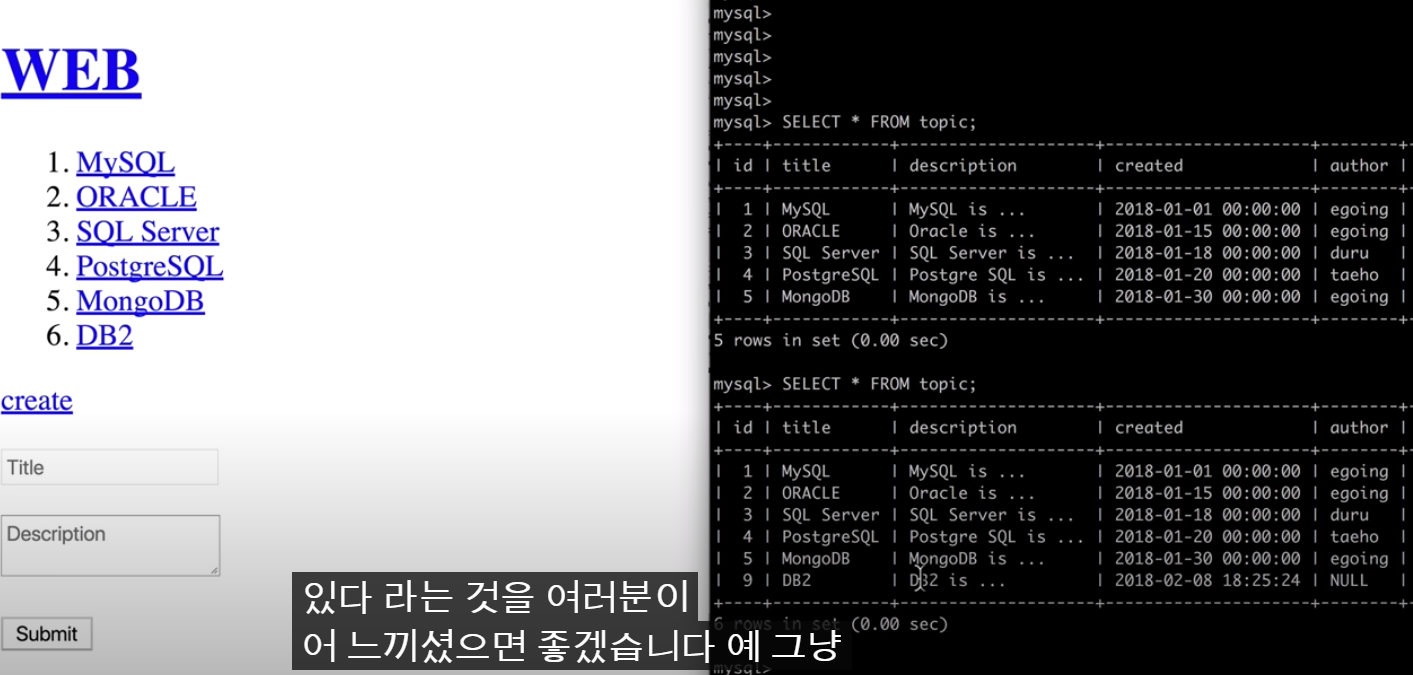 WEB
1. MySQL
2. ORACLE
3. SQL Server
4. PostgreSQL
5. MongoDB
6. DB2
create
Title
Description
Submit
mysql>
mysql>
mysql>
mysql>
mysql>
mysql> SELECT * FROM topic;
+----+------------+--------------------+---------------------+--------+
| id | title      | description        | created             | author |
+----+------------+--------------------+---------------------+--------+
|  1 | MySQL      | MySQL is ...       | 2018-01-01 00:00:00 | egoing |
|  2 | ORACLE     | Oracle is ...      | 2018-01-15 00:00:00 | egoing |
|  3 | SQL Server | SQL Server is ...  | 2018-01-18 00:00:00 | duru
|  4 | PostgreSQL | Postgre SQL is ... | 2018-01-20 00:00:00 | taeho
|  5 | MongoDB    | MongoDB is ...     | 2018-01-30 00:00:00 | egoing |
+----+------------+--------------------+---------------------+--------+
5 rows in set (0.00 sec)
mysql> SELECT * FROM topic;
+----+------------+--------------------+---------------------+--------+
| id | title      | description        | created             | author |
+----+------------+--------------------+---------------------+--------+
|  1 | MySQL      | MySQL is ...       | 2018-01-01 00:00:00 | egoing |
|  2 | ORACLE     | Oracle is ...      | 2018-01-15 00:00:00 | egoing |
|  3 | SQL Server | SQL Server is ...  | 2018-01-18 00:00:00 | duru   |
|  4 | PostgreSQL | Postgre SQL is ... | 2018-01-20 00:00:00 | taeho  |
|  5 | MongoDB    | MongoDB is ...     | 2018-01-30 00:00:00 | egoing |
|  9 | DB2        | DB2 is ...         | 2018-02-08 18:25:24 | NULL   |
+----+------------+--------------------+---------------------+--------+
6 rows in set (0.00 sec)
mysql>
있다 라는 것을 여러분이
어 느끼셨으면 좋겠습니다 예 그냥